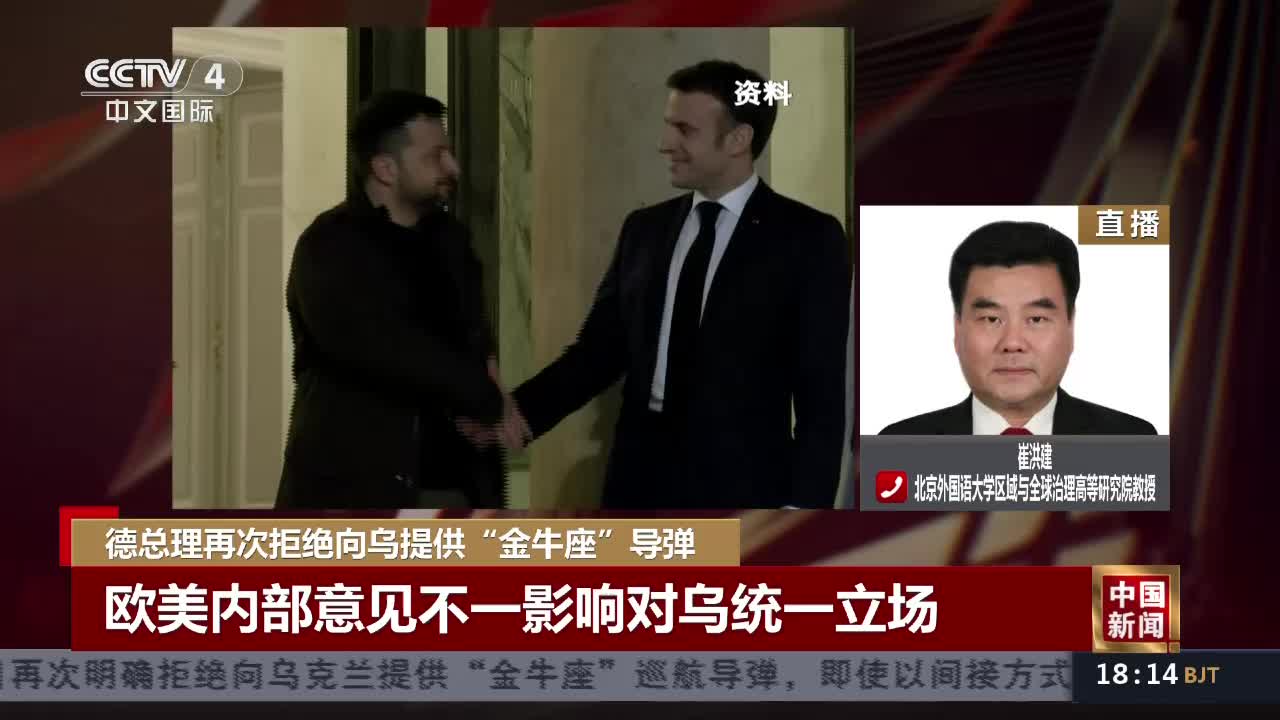 CCTV 4
中文国际
资料
直播
崔洪建
北京外国语大学区域与全球治理高等研究院教授
德总理再次拒绝向乌提供“金牛座”导弹
欧美内部意见不一影响对乌统一立场
中国
新闻
再次明确拒绝向乌克兰提供“金牛座”巡航导弹，即使以间接方式
18:14 BJT